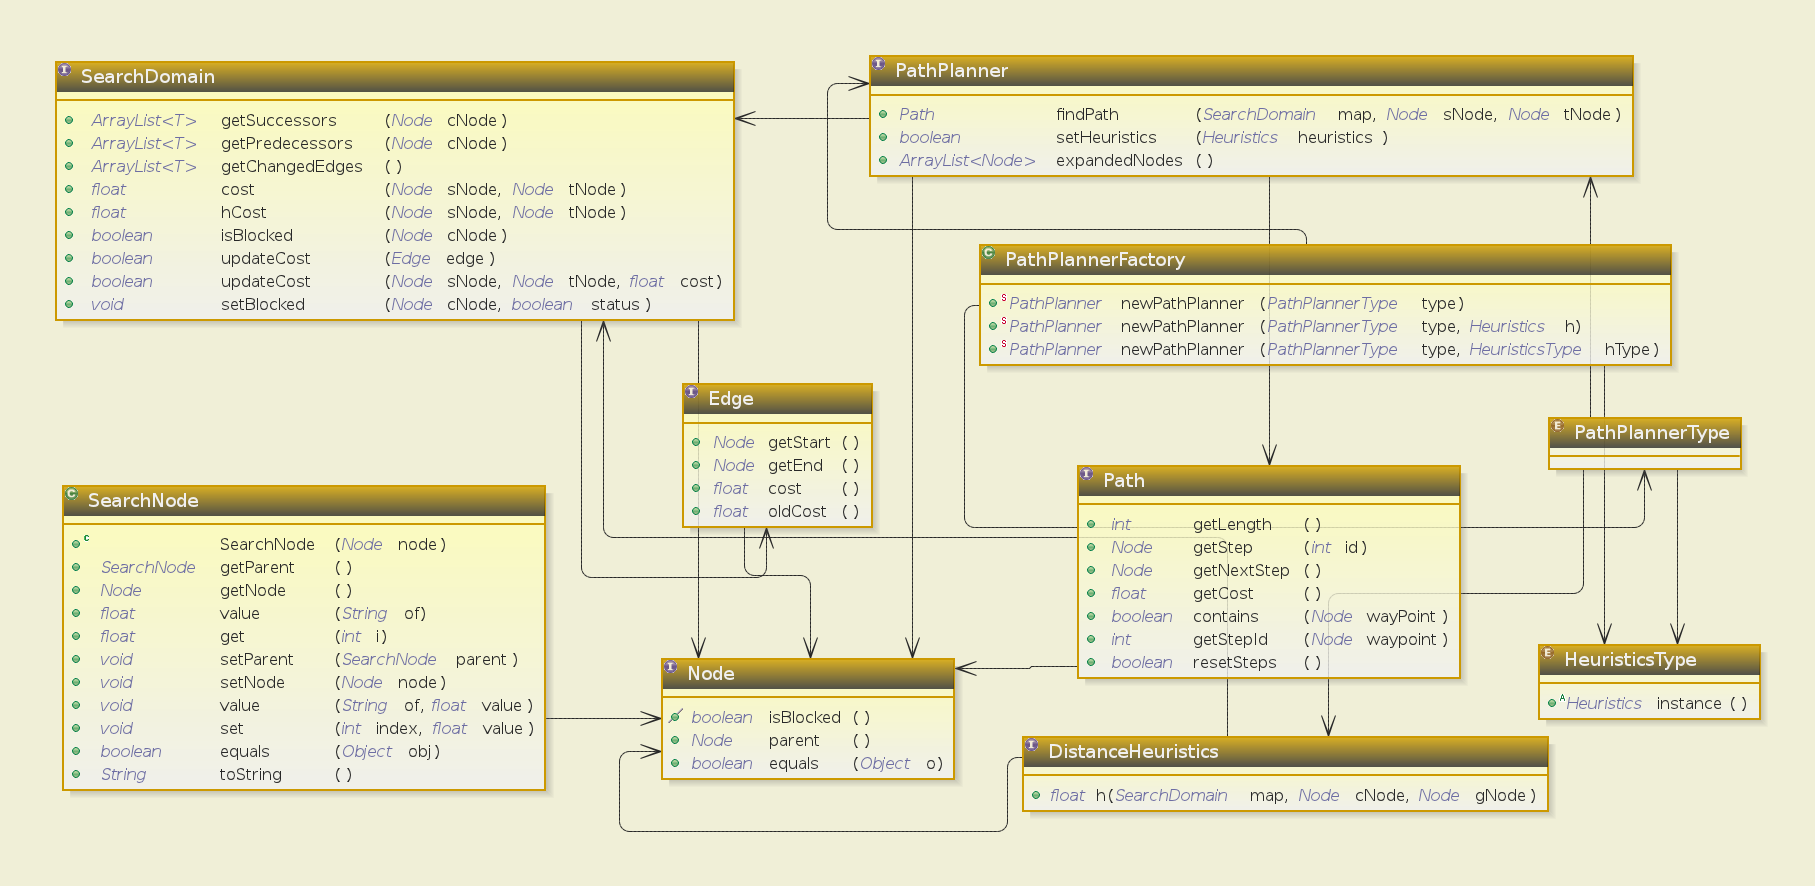 SearchDomain
ArrayList<T> getSuccessors (Node cNode)
ArrayList<T> getPredecessors (Node cNode)
ArrayList<T> getChangedEdges ()
float cost (Node sNode, Node tNode)
float hCost (Node sNode, Node tNode)
boolean isBlocked (Node cNode)
boolean updateCost (Edge edge)
boolean updateCost (Node sNode, Node tNode, float cost)
void setBlocked (Node cNode, boolean status)
PathPlanner
Path findPath (SearchDomain map, Node sNode, Node tNode)
boolean setHeuristics (Heuristics heuristics)
ArrayList<Node> expandedNodes ()
PathPlannerFactory
S PathPlanner newPathPlanner (PathPlannerType type)
S PathPlanner newPathPlanner (PathPlannerType type, Heuristics h)
S PathPlanner newPathPlanner (PathPlannerType type, HeuristicsType hType)
Edge
Node getStart ()
Node getEnd ()
float cost ()
float oldCost ()
PathPlannerType
SearchNode
c SearchNode (Node node)
SearchNode getParent ()
Node getNode ()
float value (String of)
float get (int i)
void setParent (SearchNode parent)
void setNode (Node node)
void value (String of, float value)
void set (int index, float value)
boolean equals (Object obj)
String toString ()
Path
int getLength ()
Node getStep (int id)
Node getNextStep ()
float getCost ()
boolean contains (Node wayPoint)
int getStepId (Node waypoint)
boolean resetSteps ()
Node
boolean isBlocked ()
Node parent ()
boolean equals (Object o)
HeuristicsType
A Heuristics instance ()
DistanceHeuristics
float h(SearchDomain map, Node cNode, Node gNode)